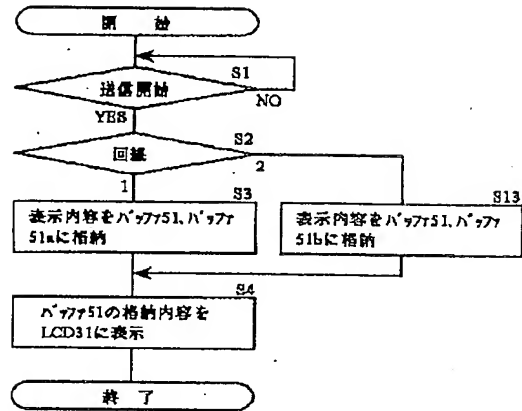 開 始
S1
送信開始
NO
YES
S2
回線
2
1
S3
表示内容をバッファ51、バッファ
51aに格納
S13
表示内容をバッファ51、バッファ
51bに格納
S4
バッファ51の格納内容を
LCD31に表示
終 了